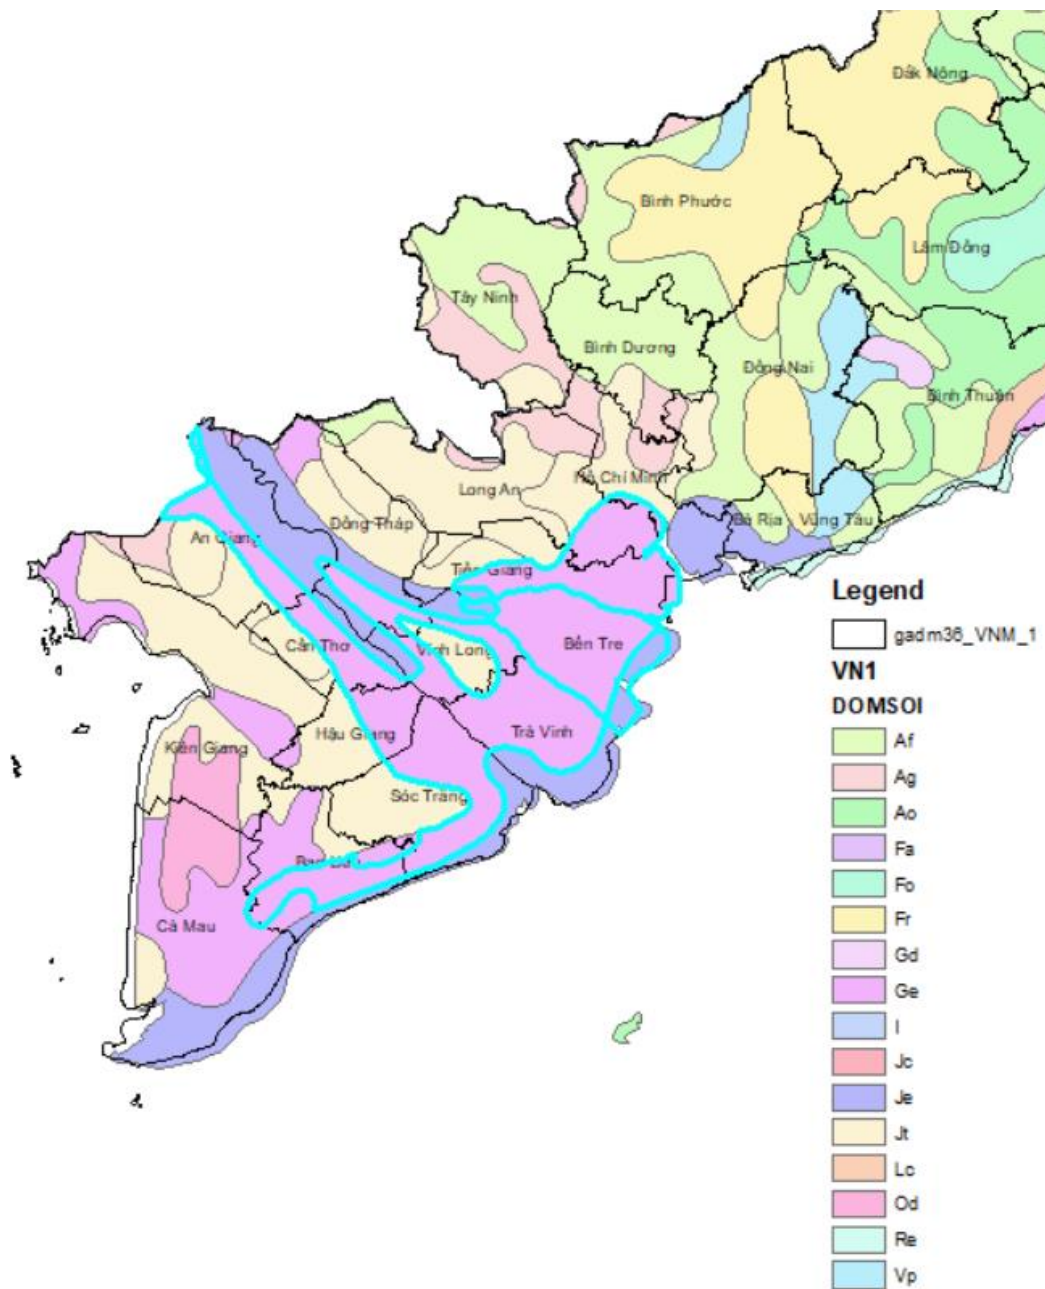 Đắk Nông
Bình Phước
Lâm Đồng
Tây Ninh
Bình Dương
Đồng Nai
Bình Thuận
Hồ Chí Minh
Long An
Đồng Tháp
Bà Rịa
Vũng Tàu
An Giang
Tiền Giang
Cần Thơ
Vĩnh Long
Bến Tre
Trà Vinh
Hậu Giang
Kiên Giang
Sóc Trăng
Bạc Liêu
Cà Mau
Legend
gadm36_VNM_1
VN1
DOMSOI
Af
Ag
Ao
Fa
Fo
Fr
Gd
Ge
I
Jc
Je
Jt
Lc
Od
Re
Vp